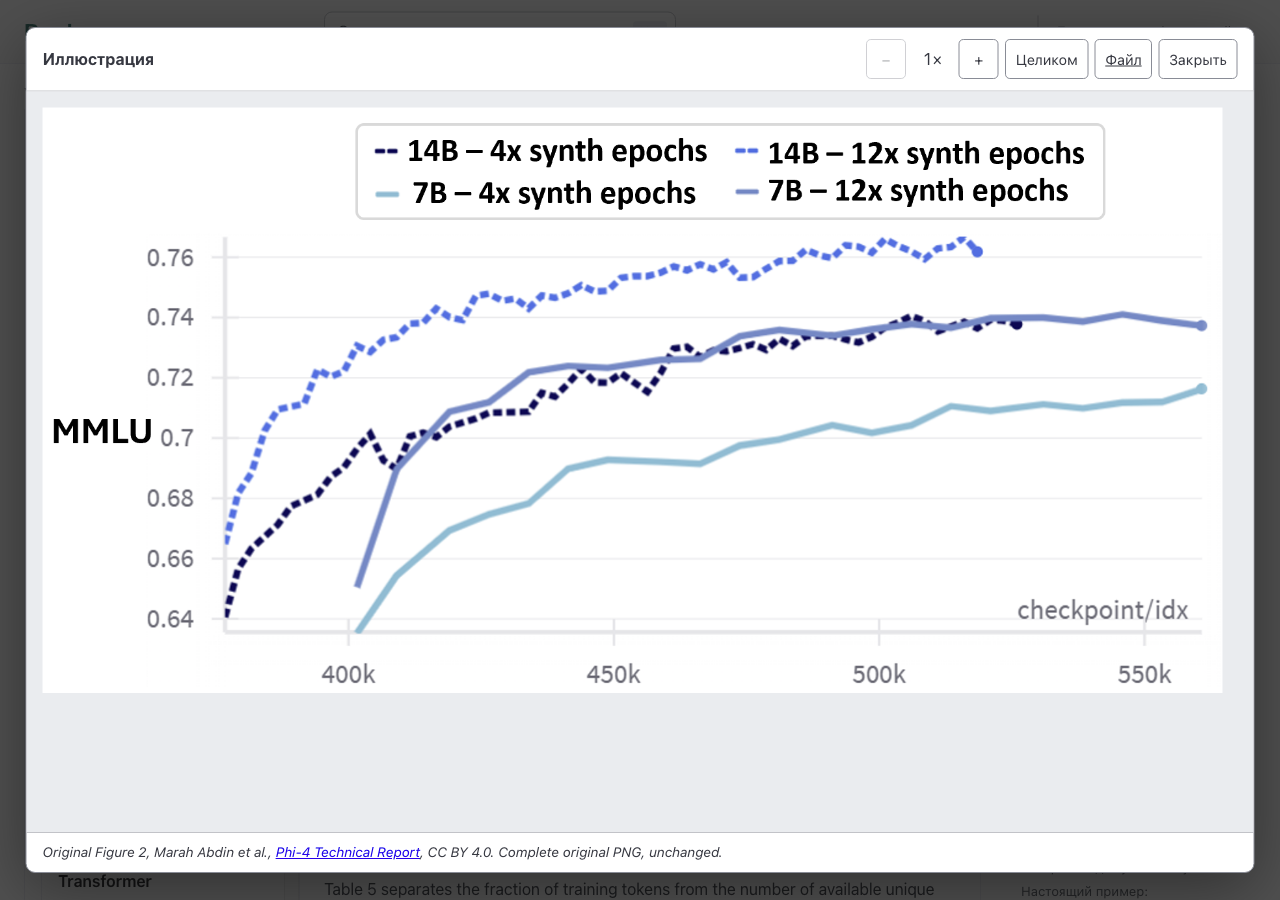 Иллюстрация
−
1×
+
Целиком
Файл
Закрыть
14B – 4x synth epochs
14B – 12x synth epochs
7B – 4x synth epochs
7B – 12x synth epochs
0.76
0.74
0.72
MMLU 0.7
0.68
0.66
0.64
checkpoint/idx
400k
450k
500k
550k
Original Figure 2, Marah Abdin et al., Phi-4 Technical Report, CC BY 4.0. Complete original PNG, unchanged.
Transformer
Table 5 separates the fraction of training tokens from the number of available unique
Настоящий пример: